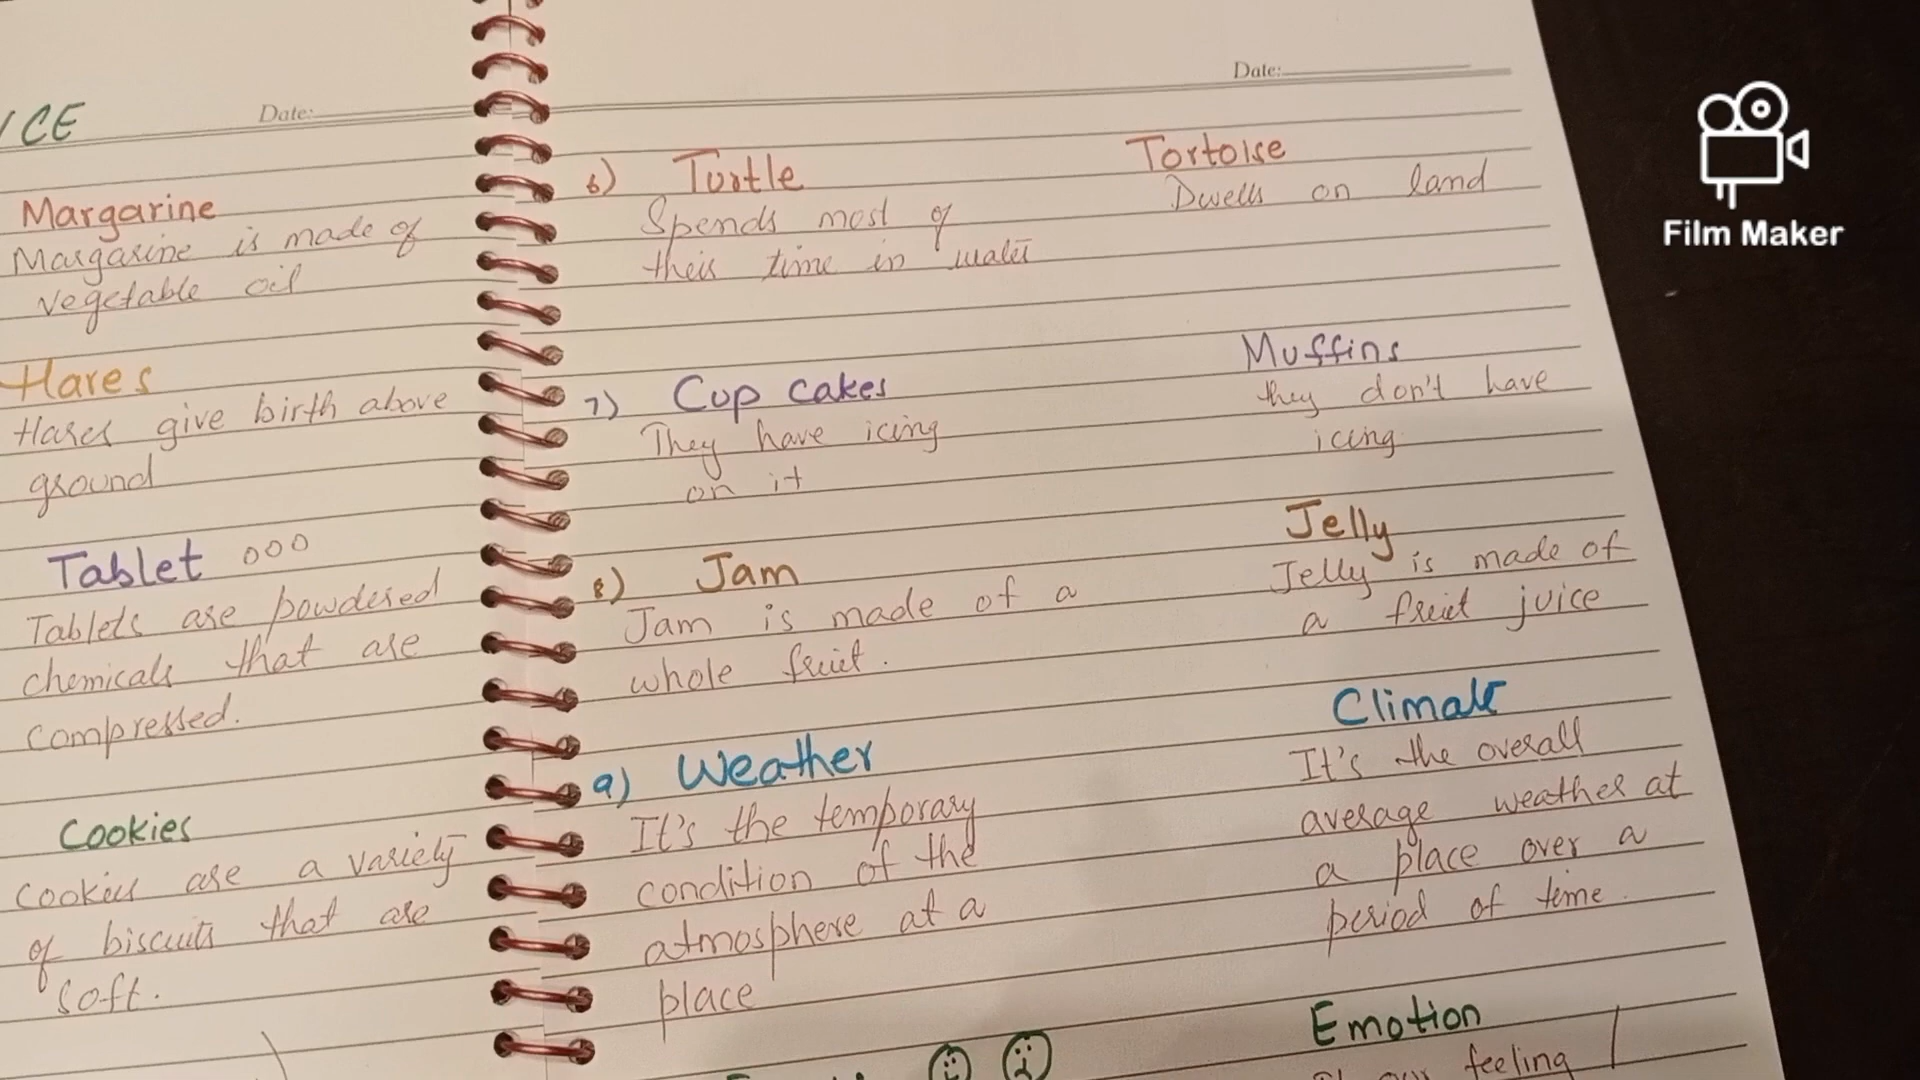 ICE
Date:
Margarine
Margarine is made of
vegetable oil
Hares
Hares give birth above
ground
Tablet
Tablets are powdered
chemicals that are
compressed.
Cookies
Cookies are a variety
of biscuits that are
soft.
Date:
6) Turtle Tortoise
Spends most of Dwells on land
their time in water
7) Cup cakes Muffins
They have icing they don't have
on it icing
8) Jam Jelly
Jam is made of a Jelly is made of
whole fruit. a fruit juice
9) Weather Climate
It's the temporary It's the overall
condition of the average weather at
atmosphere at a a place over a
place period of time.
Emotion
feeling
Film Maker